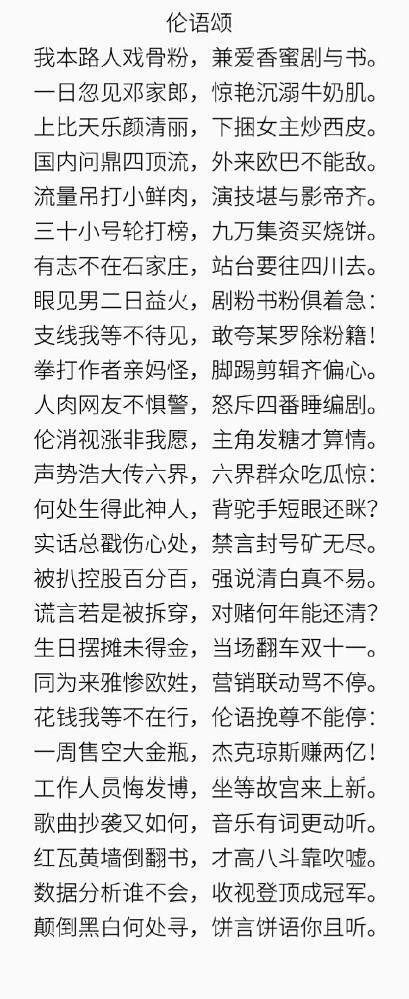 伦语颂
我本路人戏骨粉，兼爱香蜜剧与书。
一日忽见邓家郎，惊艳沉溺牛奶肌。
上比天乐颜清丽，下捆女主炒西皮。
国内问鼎四顶流，外来欧巴不能敌。
流量吊打小鲜肉，演技堪与影帝齐。
三十小号轮打榜，九万集资买烧饼。
有志不在石家庄，站台要往四川去。
眼见男二日益火，剧粉书粉俱着急：
支线我等不待见，敢夸某罗除粉籍！
拳打作者亲妈怪，脚踢剪辑齐偏心。
人肉网友不惧警，怒斥四番睡编剧。
伦消视涨非我愿，主角发糖才算情。
声势浩大传六界，六界群众吃瓜惊：
何处生得此神人，背驼手短眼还眯？
实话总戳伤心处，禁言封号矿无尽。
被扒控股百分百，强说清白真不易。
谎言若是被拆穿，对赌何年能还清？
生日摆摊未得金，当场翻车双十一。
同为来雅惨欧姓，营销联动骂不停。
花钱我等不在行，伦语挽尊不能停：
一周售空大金瓶，杰克琼斯赚两亿！
工作人员悔发博，坐等故宫来上新。
歌曲抄袭又如何，音乐有词更动听。
红瓦黄墙倒翻书，才高八斗靠吹嘘。
数据分析谁不会，收视登顶成冠军。
颠倒黑白何处寻，饼言饼语你且听。